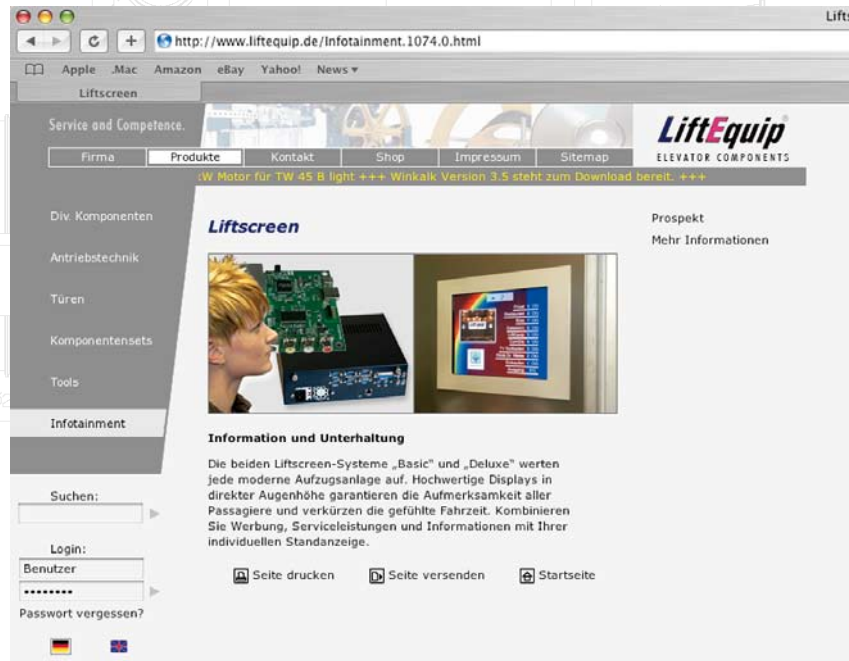 Lift
http://www.liftequip.de/Infotainment.1074.0.html
Apple .Mac Amazon eBay Yahoo! News
Liftscreen
Service and Competence.
LiftEquip
ELEVATOR COMPONENTS
Firma Produkte Kontakt Shop Impressum Sitemap
kW Motor für TW 45 B light +++ Winkalk Version 3.5 steht zum Download bereit. +++
Div. Komponenten
Antriebstechnik
Türen
Komponentensets
Tools
Infotainment
Liftscreen
Prospekt
Mehr Informationen
Information und Unterhaltung
Die beiden Liftscreen-Systeme „Basic“ und „Deluxe“ werten
jede moderne Aufzugsanlage auf. Hochwertige Displays in
direkter Augenhöhe garantieren die Aufmerksamkeit aller
Passagiere und verkürzen die gefühlte Fahrzeit. Kombinieren
Sie Werbung, Serviceleistungen und Informationen mit Ihrer
individuellen Standanzeige.
Seite drucken Seite versenden Startseite
Suchen:
Login:
Benutzer
••••••••
Passwort vergessen?